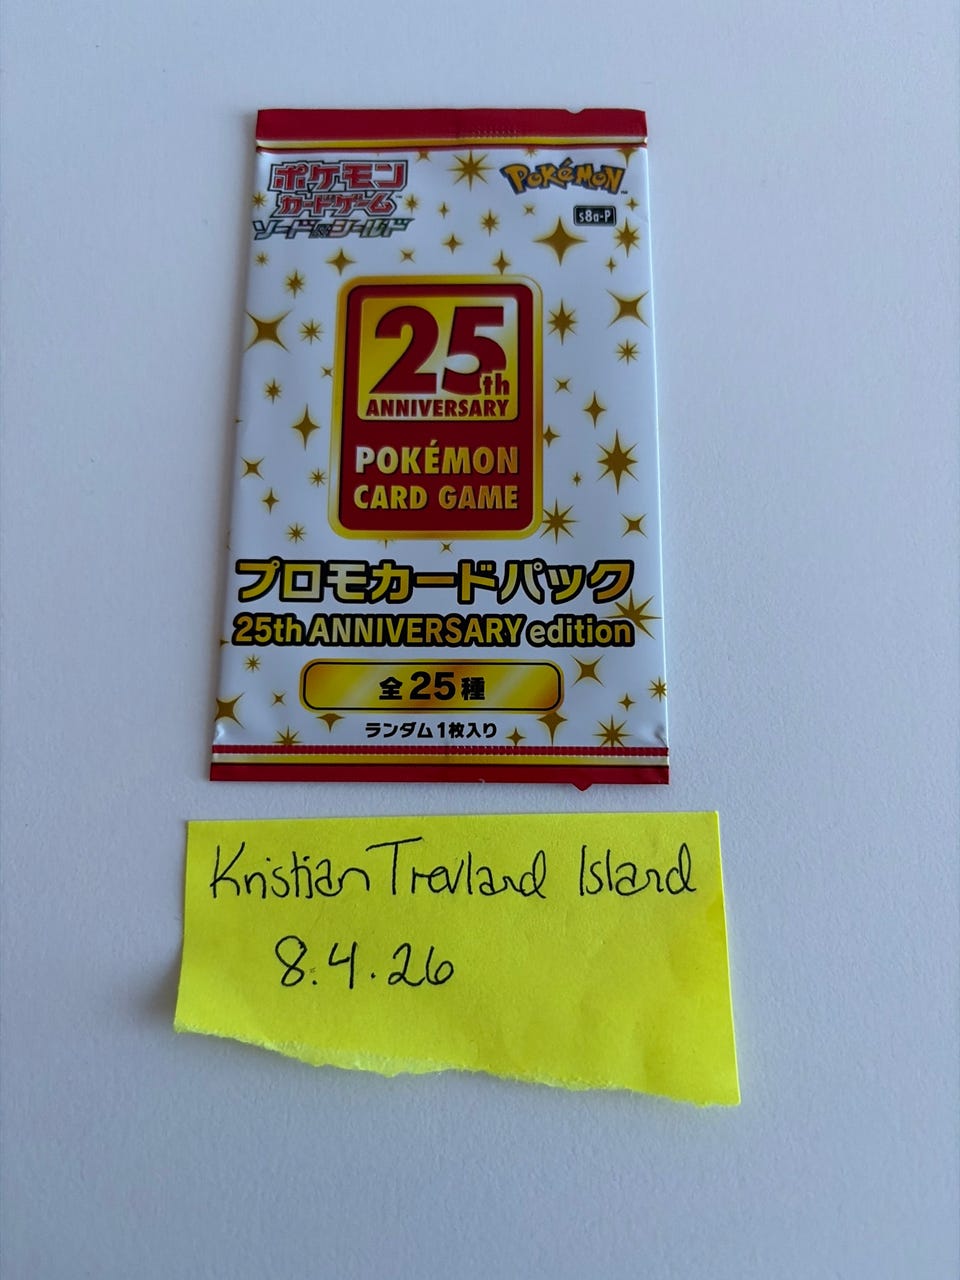 ポケモン
カードゲーム
ソード&シールド
POKÉMON
s8a-P
25th
ANNIVERSARY
POKÉMON
CARD GAME
プロモカードパック
25th ANNIVERSARY edition
全25種
ランダム1枚入り
Kristian Trevland Island
8.4.26